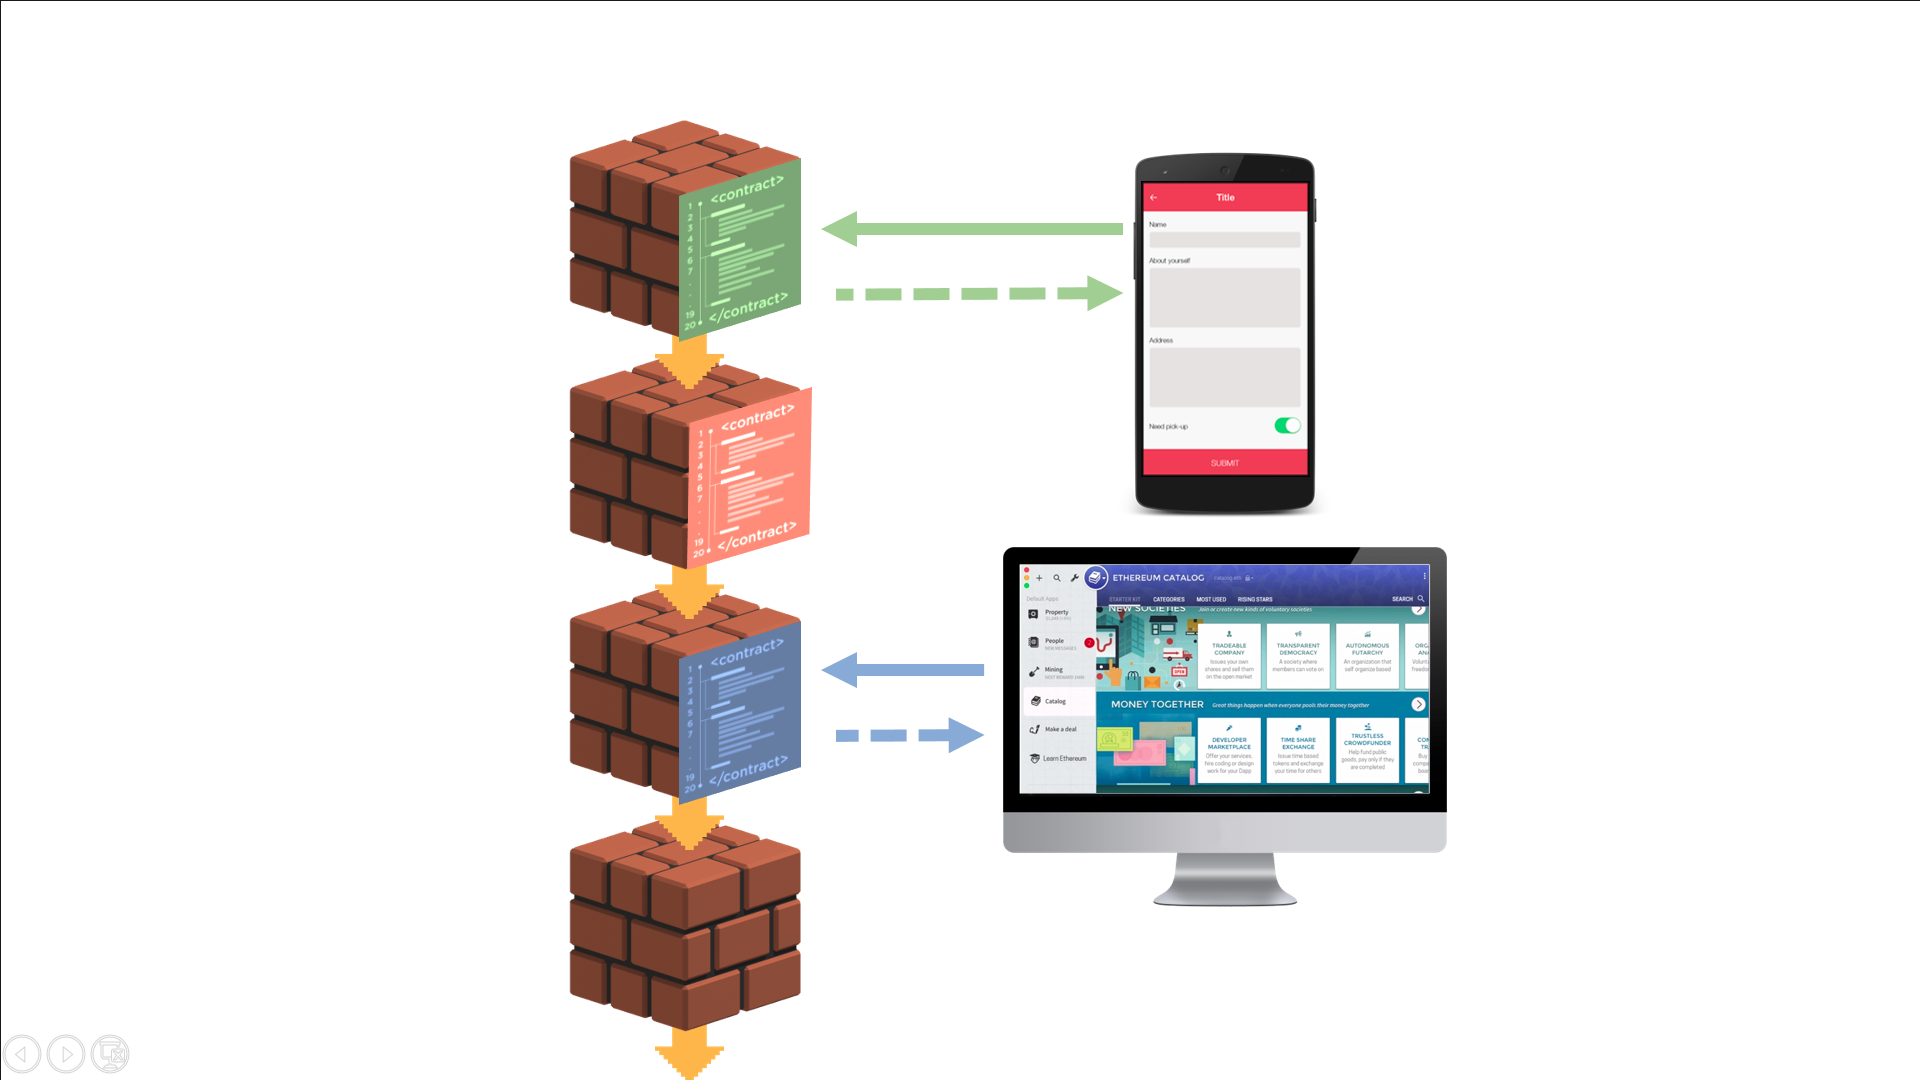 <contract>
1
2
3
4
5
6
7
.
.
19
20
</contract>
Title
Name
About yourself
Address
Need pick-up
SUBMIT
<contract>
1
2
3
4
5
6
7
.
.
19
20
</contract>
<contract>
1
2
3
4
5
6
7
.
.
19
20
</contract>
ETHEREUM CATALOG
STARTER KIT CATEGORIES MOST USED RISING STARS SEARCH
Default Apps
Property
People
NEW MESSAGES
Mining
Catalog
Make a deal
Learn Ethereum
NEW SOCIETIES Join or create new kinds of voluntary societies
OPEN
TRADEABLE
COMPANY
Issues your own
shares and sell them
on the open market
TRANSPARENT
DEMOCRACY
A society where
members can vote on
AUTONOMOUS
FUTARCHY
An organization that
self organize based
MONEY TOGETHER Great things happen when everyone pools their money together
DEVELOPER
MARKETPLACE
Offer your services,
hire coding or design
work for your Dapp
TIME SHARE
EXCHANGE
Issue time based
tokens and exchange
your time for others
TRUSTLESS
CROWDFUNDER
Help fund public
goods, pay only if they
are completed